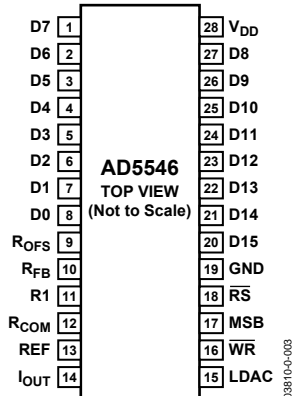 D7 1 28 VDD
D6 2 27 D8
D5 3 26 D9
D4 4 25 D10
D3 5 24 D11
D2 6 23 D12
D1 7 22 D13
D0 8 21 D14
ROFS 9 20 D15
RFB 10 19 GND
R1 11 18 R̅S̅
RCOM 12 17 MSB
REF 13 16 W̅R̅
IOUT 14 15 LDAC
AD5546
TOP VIEW
(Not to Scale)
03810-0-003